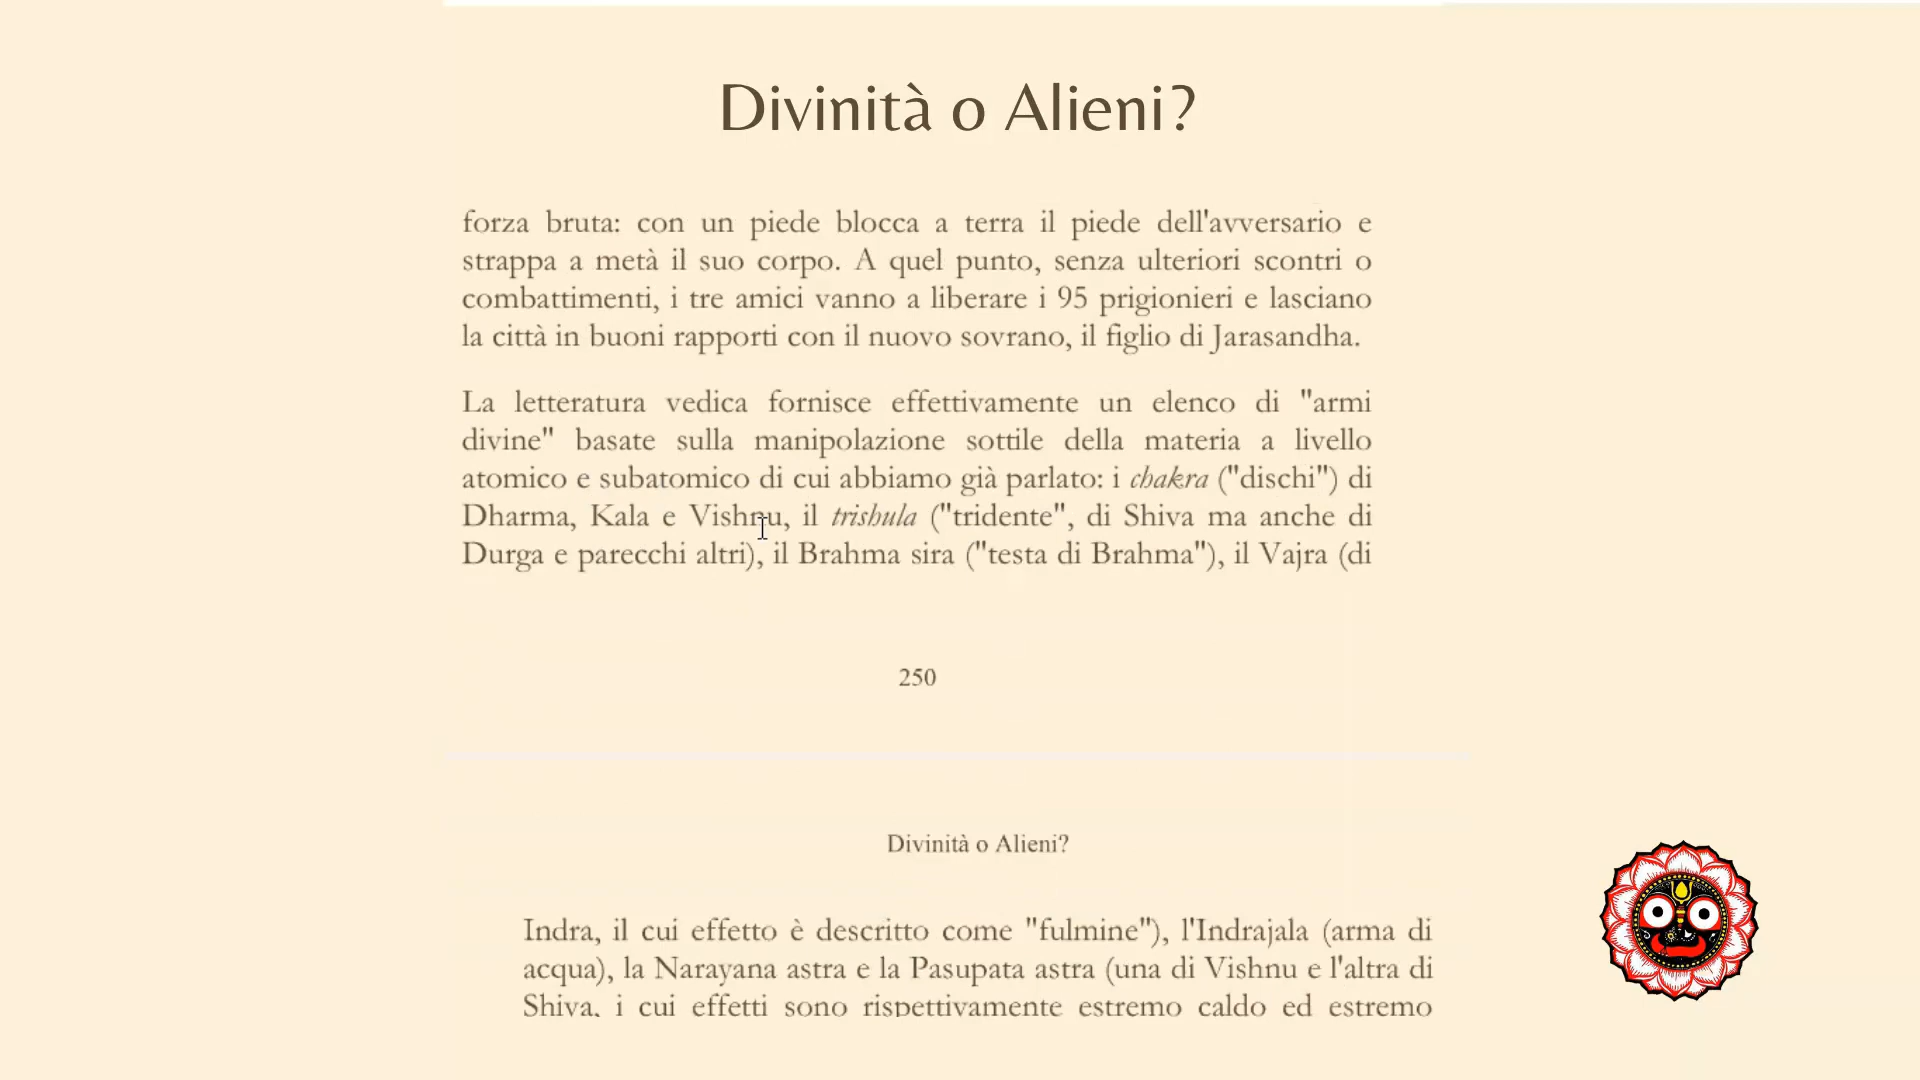 Divinità o Alieni?
forza bruta: con un piede blocca a terra il piede dell'avversario e
strappa a metà il suo corpo. A quel punto, senza ulteriori scontri o
combattimenti, i tre amici vanno a liberare i 95 prigionieri e lasciano
la città in buoni rapporti con il nuovo sovrano, il figlio di Jarasandha.
La letteratura vedica fornisce effettivamente un elenco di "armi
divine" basate sulla manipolazione sottile della materia a livello
atomico e subatomico di cui abbiamo già parlato: i chakra ("dischi") di
Dharma, Kala e Vishnu, il trishula ("tridente", di Shiva ma anche di
Durga e parecchi altri), il Brahma sira ("testa di Brahma"), il Vajra (di
250
Divinità o Alieni?
Indra, il cui effetto è descritto come "fulmine"), l'Indrajala (arma di
acqua), la Narayana astra e la Pasupata astra (una di Vishnu e l'altra di
Shiva, i cui effetti sono rispettivamente estremo caldo ed estremo